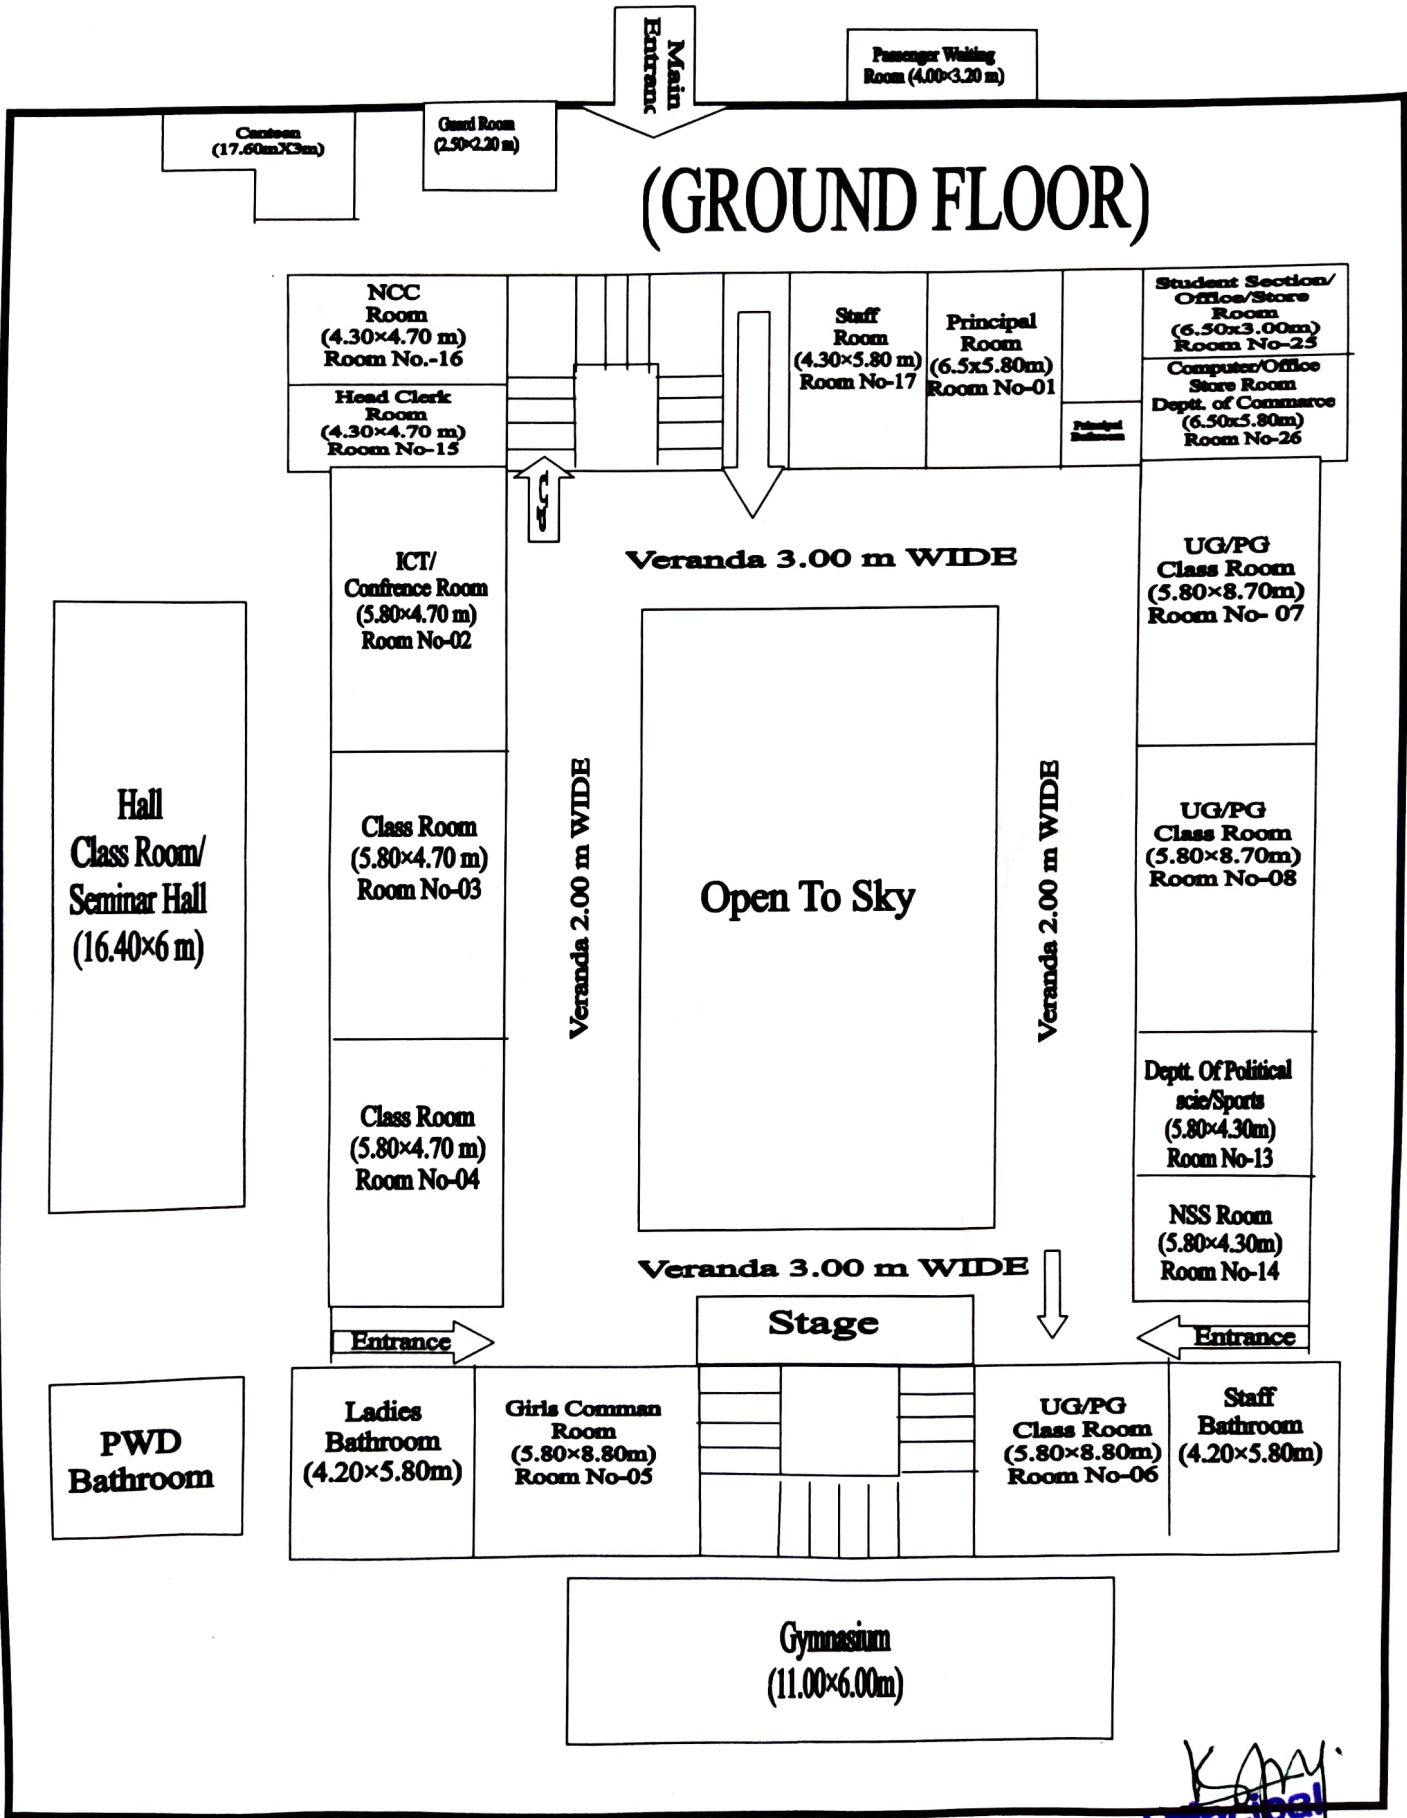 Main
Entranc
Passenger Waiting
Room (4.00×3.20 m)
Canteen
(17.60mX3m)
Guard Room
(2.50×2.20 m)
(GROUND FLOOR)
NCC
Room
(4.30×4.70 m)
Room No.-16
Head Clerk
Room
(4.30×4.70 m)
Room No-15
UP
Staff
Room
(4.30×5.80 m)
Room No-17
Principal
Room
(6.5x5.80m)
Room No-01
Principal
Bathroom
Student Section/
Office/Store
Room
(6.50x3.00m)
Room No-25
Computer/Office
Store Room
Deptt. of Commarce
(6.50x5.80m)
Room No-26
ICT/
Confrence Room
(5.80×4.70 m)
Room No-02
Veranda 3.00 m WIDE
UG/PG
Class Room
(5.80×8.70m)
Room No- 07
Hall
Class Room/
Seminar Hall
(16.40×6 m)
Class Room
(5.80×4.70 m)
Room No-03
Veranda 2.00 m WIDE
Open To Sky
Veranda 2.00 m WIDE
UG/PG
Class Room
(5.80×8.70m)
Room No-08
Class Room
(5.80×4.70 m)
Room No-04
Deptt. Of Political
scie/Sports
(5.80×4.30m)
Room No-13
NSS Room
(5.80×4.30m)
Room No-14
Veranda 3.00 m WIDE
Stage
Entrance
Entrance
PWD
Bathroom
Ladies
Bathroom
(4.20×5.80m)
Girls Comman
Room
(5.80×8.80m)
Room No-05
UG/PG
Class Room
(5.80×8.80m)
Room No-06
Staff
Bathroom
(4.20×5.80m)
Gymnasium
(11.00×6.00m)